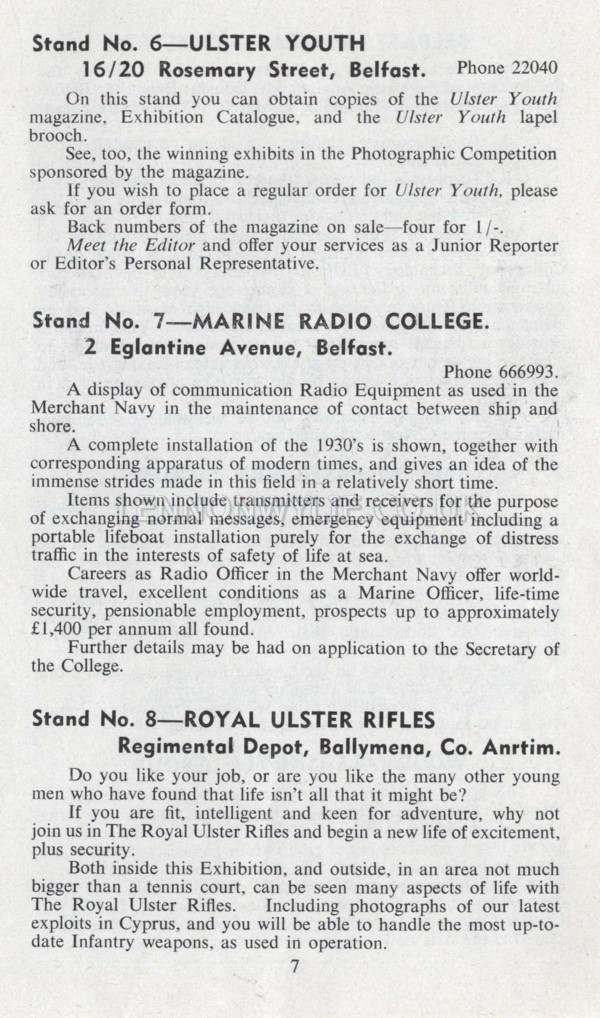 Stand No. 6—ULSTER YOUTH
16/20 Rosemary Street, Belfast. Phone 22040
On this stand you can obtain copies of the Ulster Youth
magazine, Exhibition Catalogue, and the Ulster Youth lapel
brooch.
See, too, the winning exhibits in the Photographic Competition
sponsored by the magazine.
If you wish to place a regular order for Ulster Youth, please
ask for an order form.
Back numbers of the magazine on sale—four for 1/-.
Meet the Editor and offer your services as a Junior Reporter
or Editor's Personal Representative.
Stand No. 7—MARINE RADIO COLLEGE.
2 Eglantine Avenue, Belfast.
Phone 666993.
A display of communication Radio Equipment as used in the
Merchant Navy in the maintenance of contact between ship and
shore.
A complete installation of the 1930's is shown, together with
corresponding apparatus of modern times, and gives an idea of the
immense strides made in this field in a relatively short time.
Items shown include transmitters and receivers for the purpose
of exchanging normal messages, emergency equipment including a
portable lifeboat installation purely for the exchange of distress
traffic in the interests of safety of life at sea.
Careers as Radio Officer in the Merchant Navy offer world-
wide travel, excellent conditions as a Marine Officer, life-time
security, pensionable employment, prospects up to approximately
£1,400 per annum all found.
Further details may be had on application to the Secretary of
the College.
Stand No. 8—ROYAL ULSTER RIFLES
Regimental Depot, Ballymena, Co. Anrtim.
Do you like your job, or are you like the many other young
men who have found that life isn't all that it might be?
If you are fit, intelligent and keen for adventure, why not
join us in The Royal Ulster Rifles and begin a new life of excitement,
plus security.
Both inside this Exhibition, and outside, in an area not much
bigger than a tennis court, can be seen many aspects of life with
The Royal Ulster Rifles. Including photographs of our latest
exploits in Cyprus, and you will be able to handle the most up-to-
date Infantry weapons, as used in operation.
7